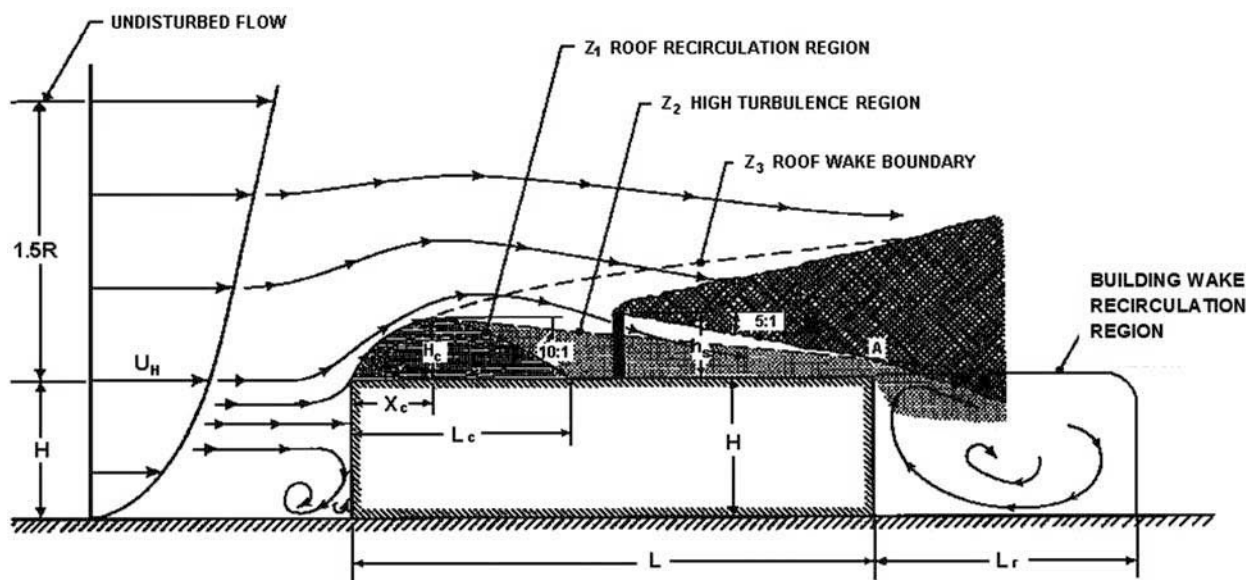 UNDISTURBED FLOW
Z1 ROOF RECIRCULATION REGION
Z2 HIGH TURBULENCE REGION
Z3 ROOF WAKE BOUNDARY
1.5R
BUILDING WAKE
RECIRCULATION
REGION
5:1
UH
Hc
10:1
hs
A
Xc
H
Lc
H
L
Lr